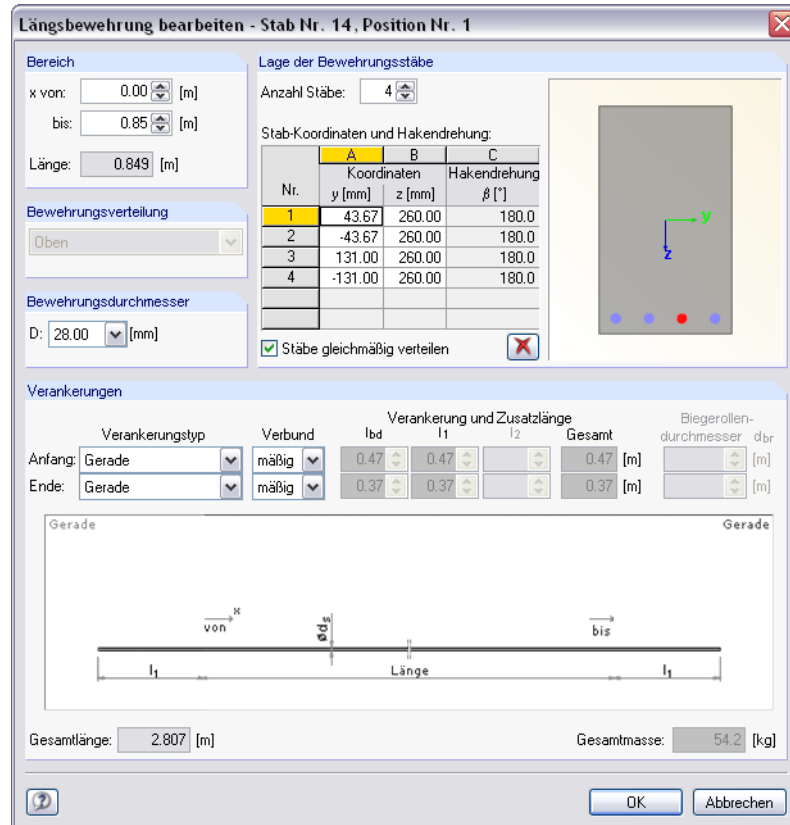 Längsbewehrung bearbeiten - Stab Nr. 14, Position Nr. 1
Bereich
x von: 0.00 [m]
bis: 0.85 [m]
Länge: 0.849 [m]
Bewehrungsverteilung
Oben
Bewehrungsdurchmesser
D: 28.00 [mm]
Lage der Bewehrungsstäbe
Anzahl Stäbe: 4
Stab-Koordinaten und Hakendrehung:
A B C
Koordinaten Hakendrehung
Nr. y [mm] z [mm] β [°]
1 43.67 260.00 180.0
2 -43.67 260.00 180.0
3 131.00 260.00 180.0
4 -131.00 260.00 180.0
Stäbe gleichmäßig verteilen
y
z
Verankerungen
Verankerung und Zusatzlänge Biegerollen-
Verankerungstyp Verbund lbd l1 l2 Gesamt durchmesser dbr
Anfang: Gerade mäßig 0.47 0.47 0.47 [m] [m]
Ende: Gerade mäßig 0.37 0.37 0.37 [m] [m]
Gerade Gerade
von x øds bis
l1 Länge l1
Gesamtlänge: 2.807 [m] Gesamtmasse: 54.2 [kg]
OK Abbrechen